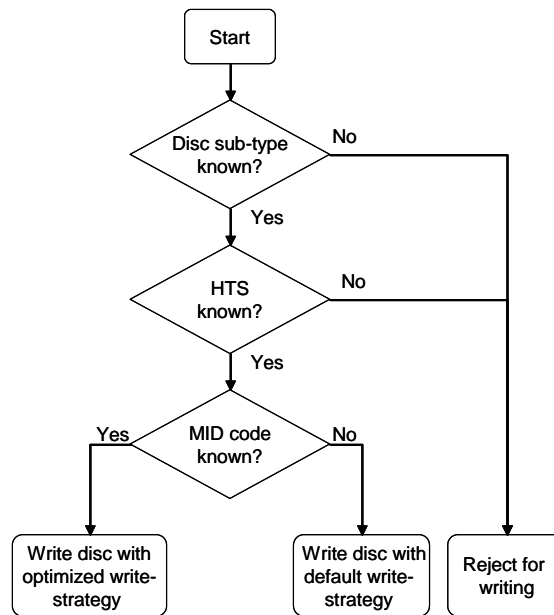 Start
Disc sub-type
known?
No
Yes
HTS
known?
No
Yes
MID code
known?
Yes
No
Write disc with
optimized write-
strategy
Write disc with
default write-
strategy
Reject for
writing